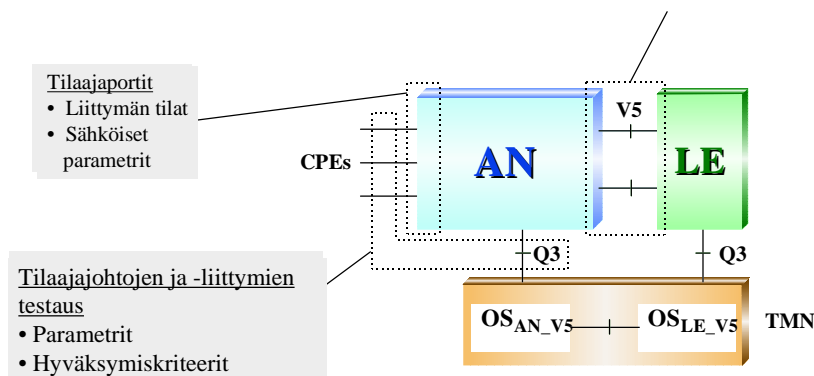 Tilaajaportit
• Liittymän tilat
• Sähköiset
parametrit
V5
CPEs
AN
LE
Q3
Q3
Tilaajajohtojen ja -liittymien
testaus
• Parametrit
• Hyväksymiskriteerit
OSAN_V5
OSLE_V5
TMN